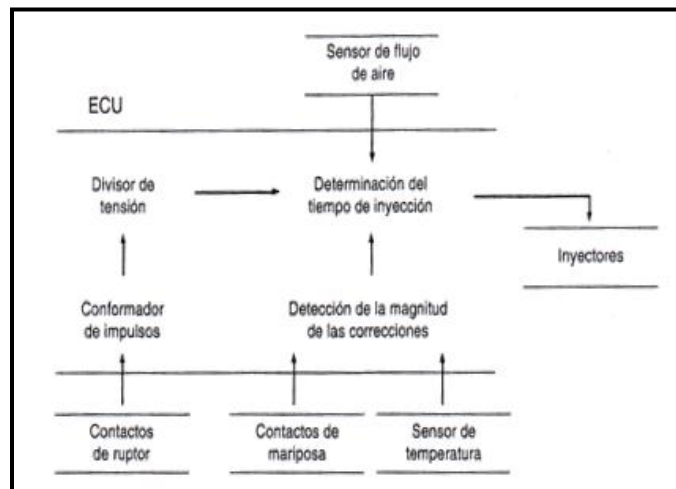 Sensor de flujo
de aire
ECU
Divisor de
tensión
Determinación del
tiempo de inyección
Inyectores
Conformador
de impulsos
Detección de la magnitud
de las correcciones
Contactos
de ruptor
Contactos de
mariposa
Sensor de
temperatura